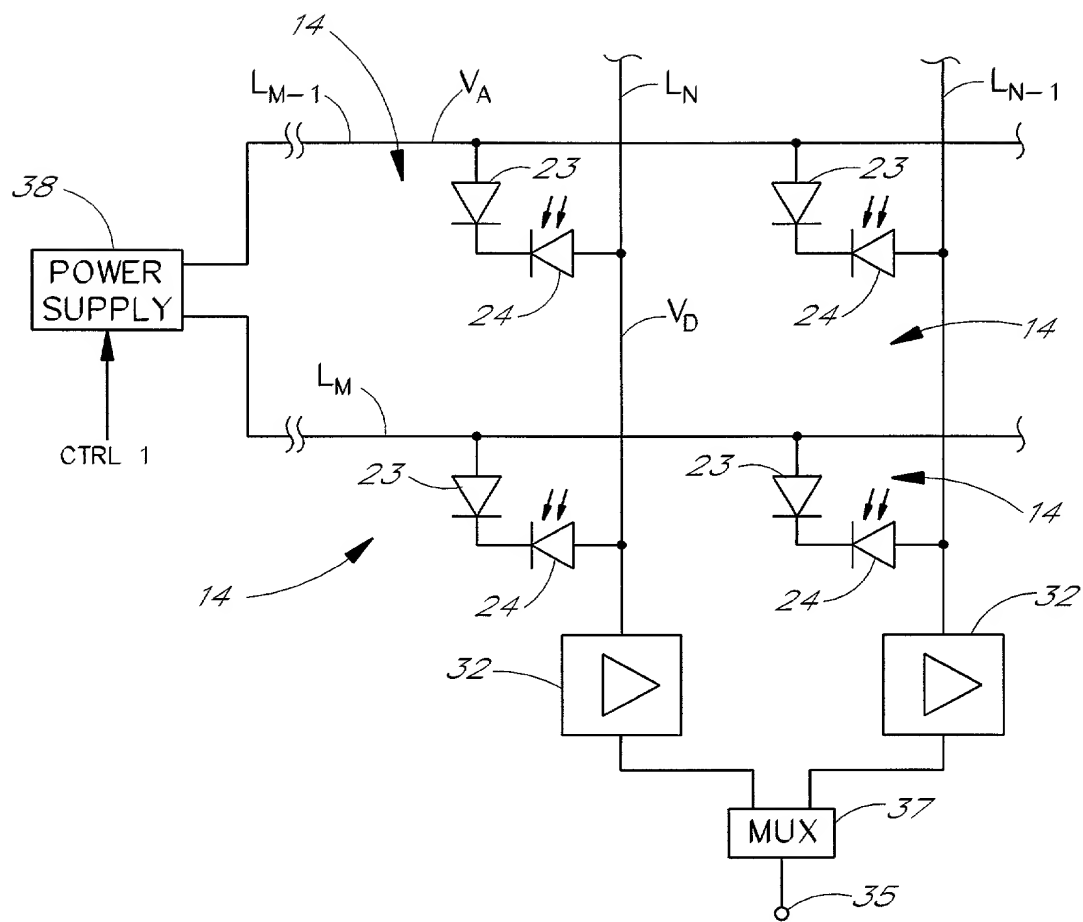 14
L_{M-1} V_A L_N L_{N-1}
23 23
38
POWER
SUPPLY
24 24
V_D 14
L_M
CTRL 1
23 23
14
24 24
14
32
32
MUX 37
35